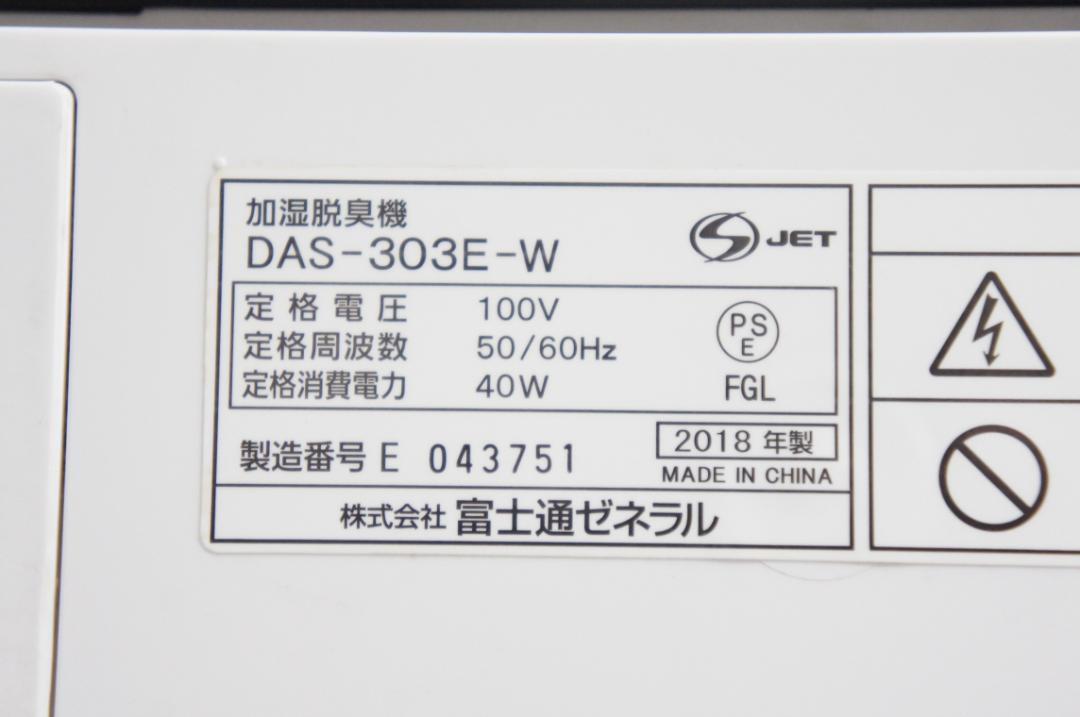 加湿脱臭機
DAS-303E-W
JET
定格電圧 100V
定格周波数 50/60Hz
定格消費電力 40W
PS
E
FGL
製造番号 E 043751
2018 年製
MADE IN CHINA
株式会社 富士通ゼネラル